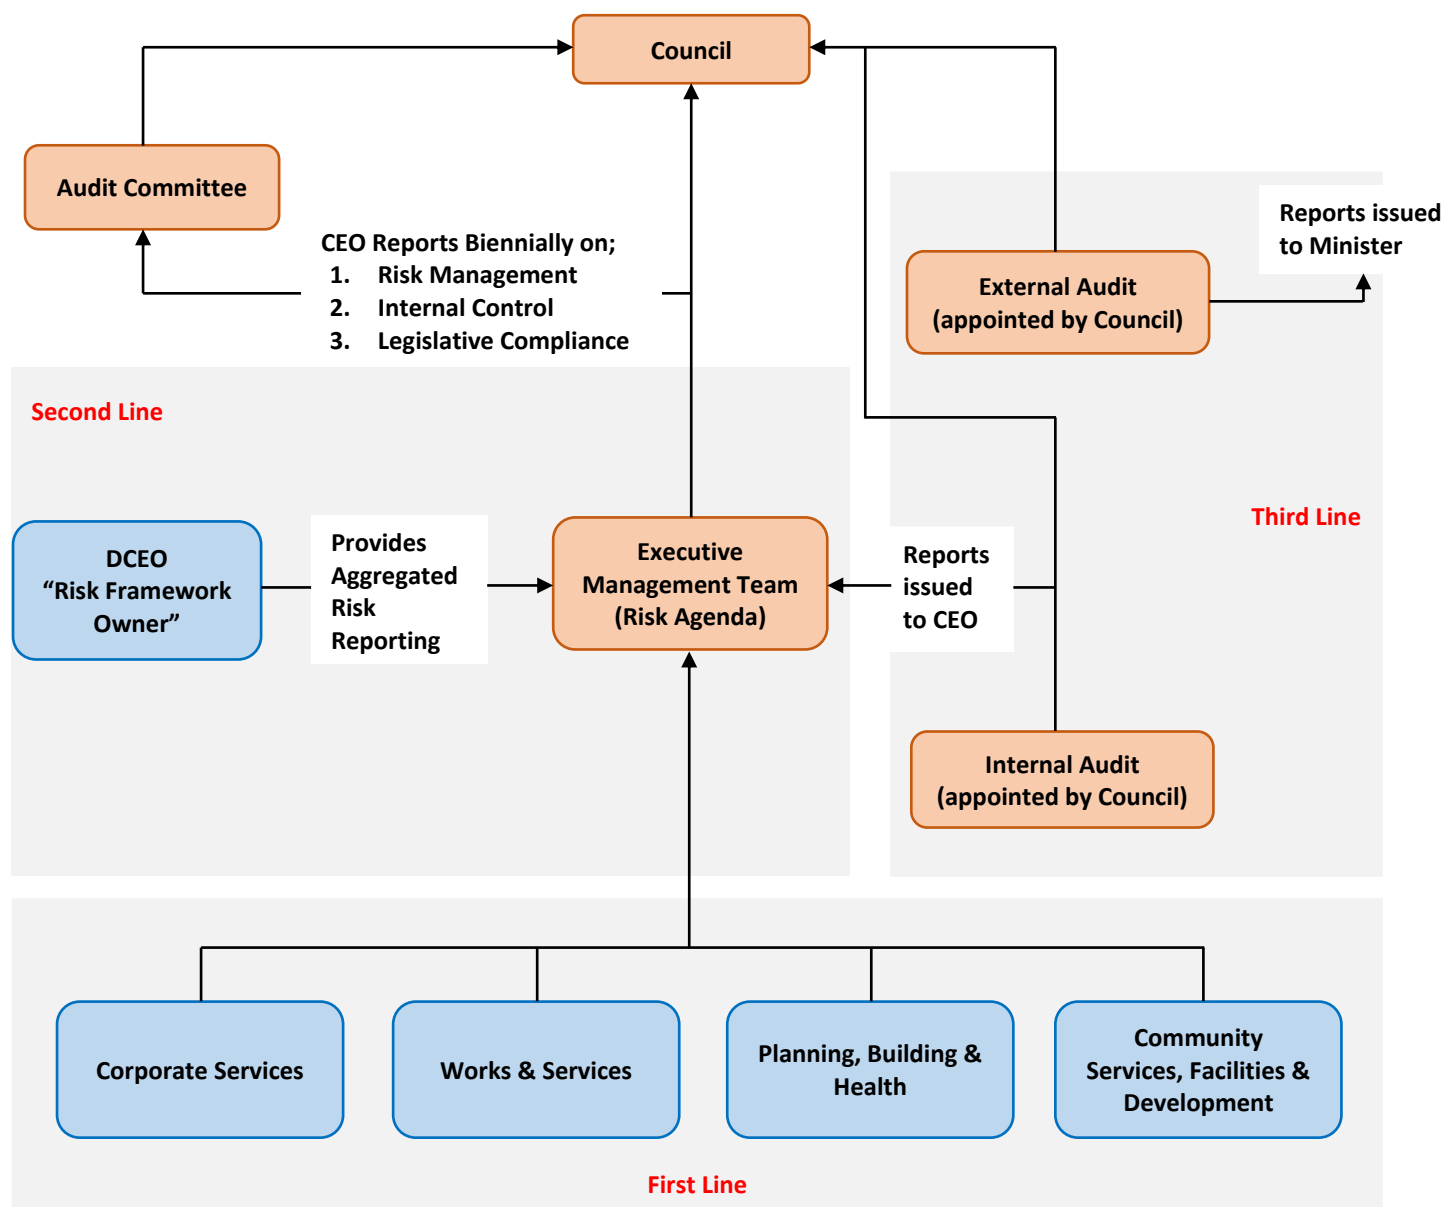 Council
Audit Committee
CEO Reports Biennially on;
1. Risk Management
2. Internal Control
3. Legislative Compliance
Reports issued
to Minister
External Audit
(appointed by Council)
Second Line
Third Line
DCEO
“Risk Framework
Owner”
Provides
Aggregated
Risk
Reporting
Executive
Management Team
(Risk Agenda)
Reports
issued
to CEO
Internal Audit
(appointed by Council)
Corporate Services
Works & Services
Planning, Building &
Health
Community
Services, Facilities &
Development
First Line